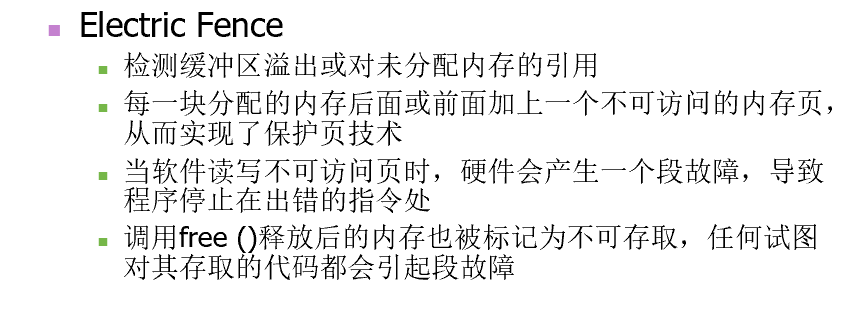 Electric Fence
检测缓冲区溢出或对未分配内存的引用
每一块分配的内存后面或前面加上一个不可访问的内存页，
从而实现了保护页技术
当软件读写不可访问页时，硬件会产生一个段故障，导致
程序停止在出错的指令处
调用free ()释放后的内存也被标记为不可存取，任何试图
对其存取的代码都会引起段故障